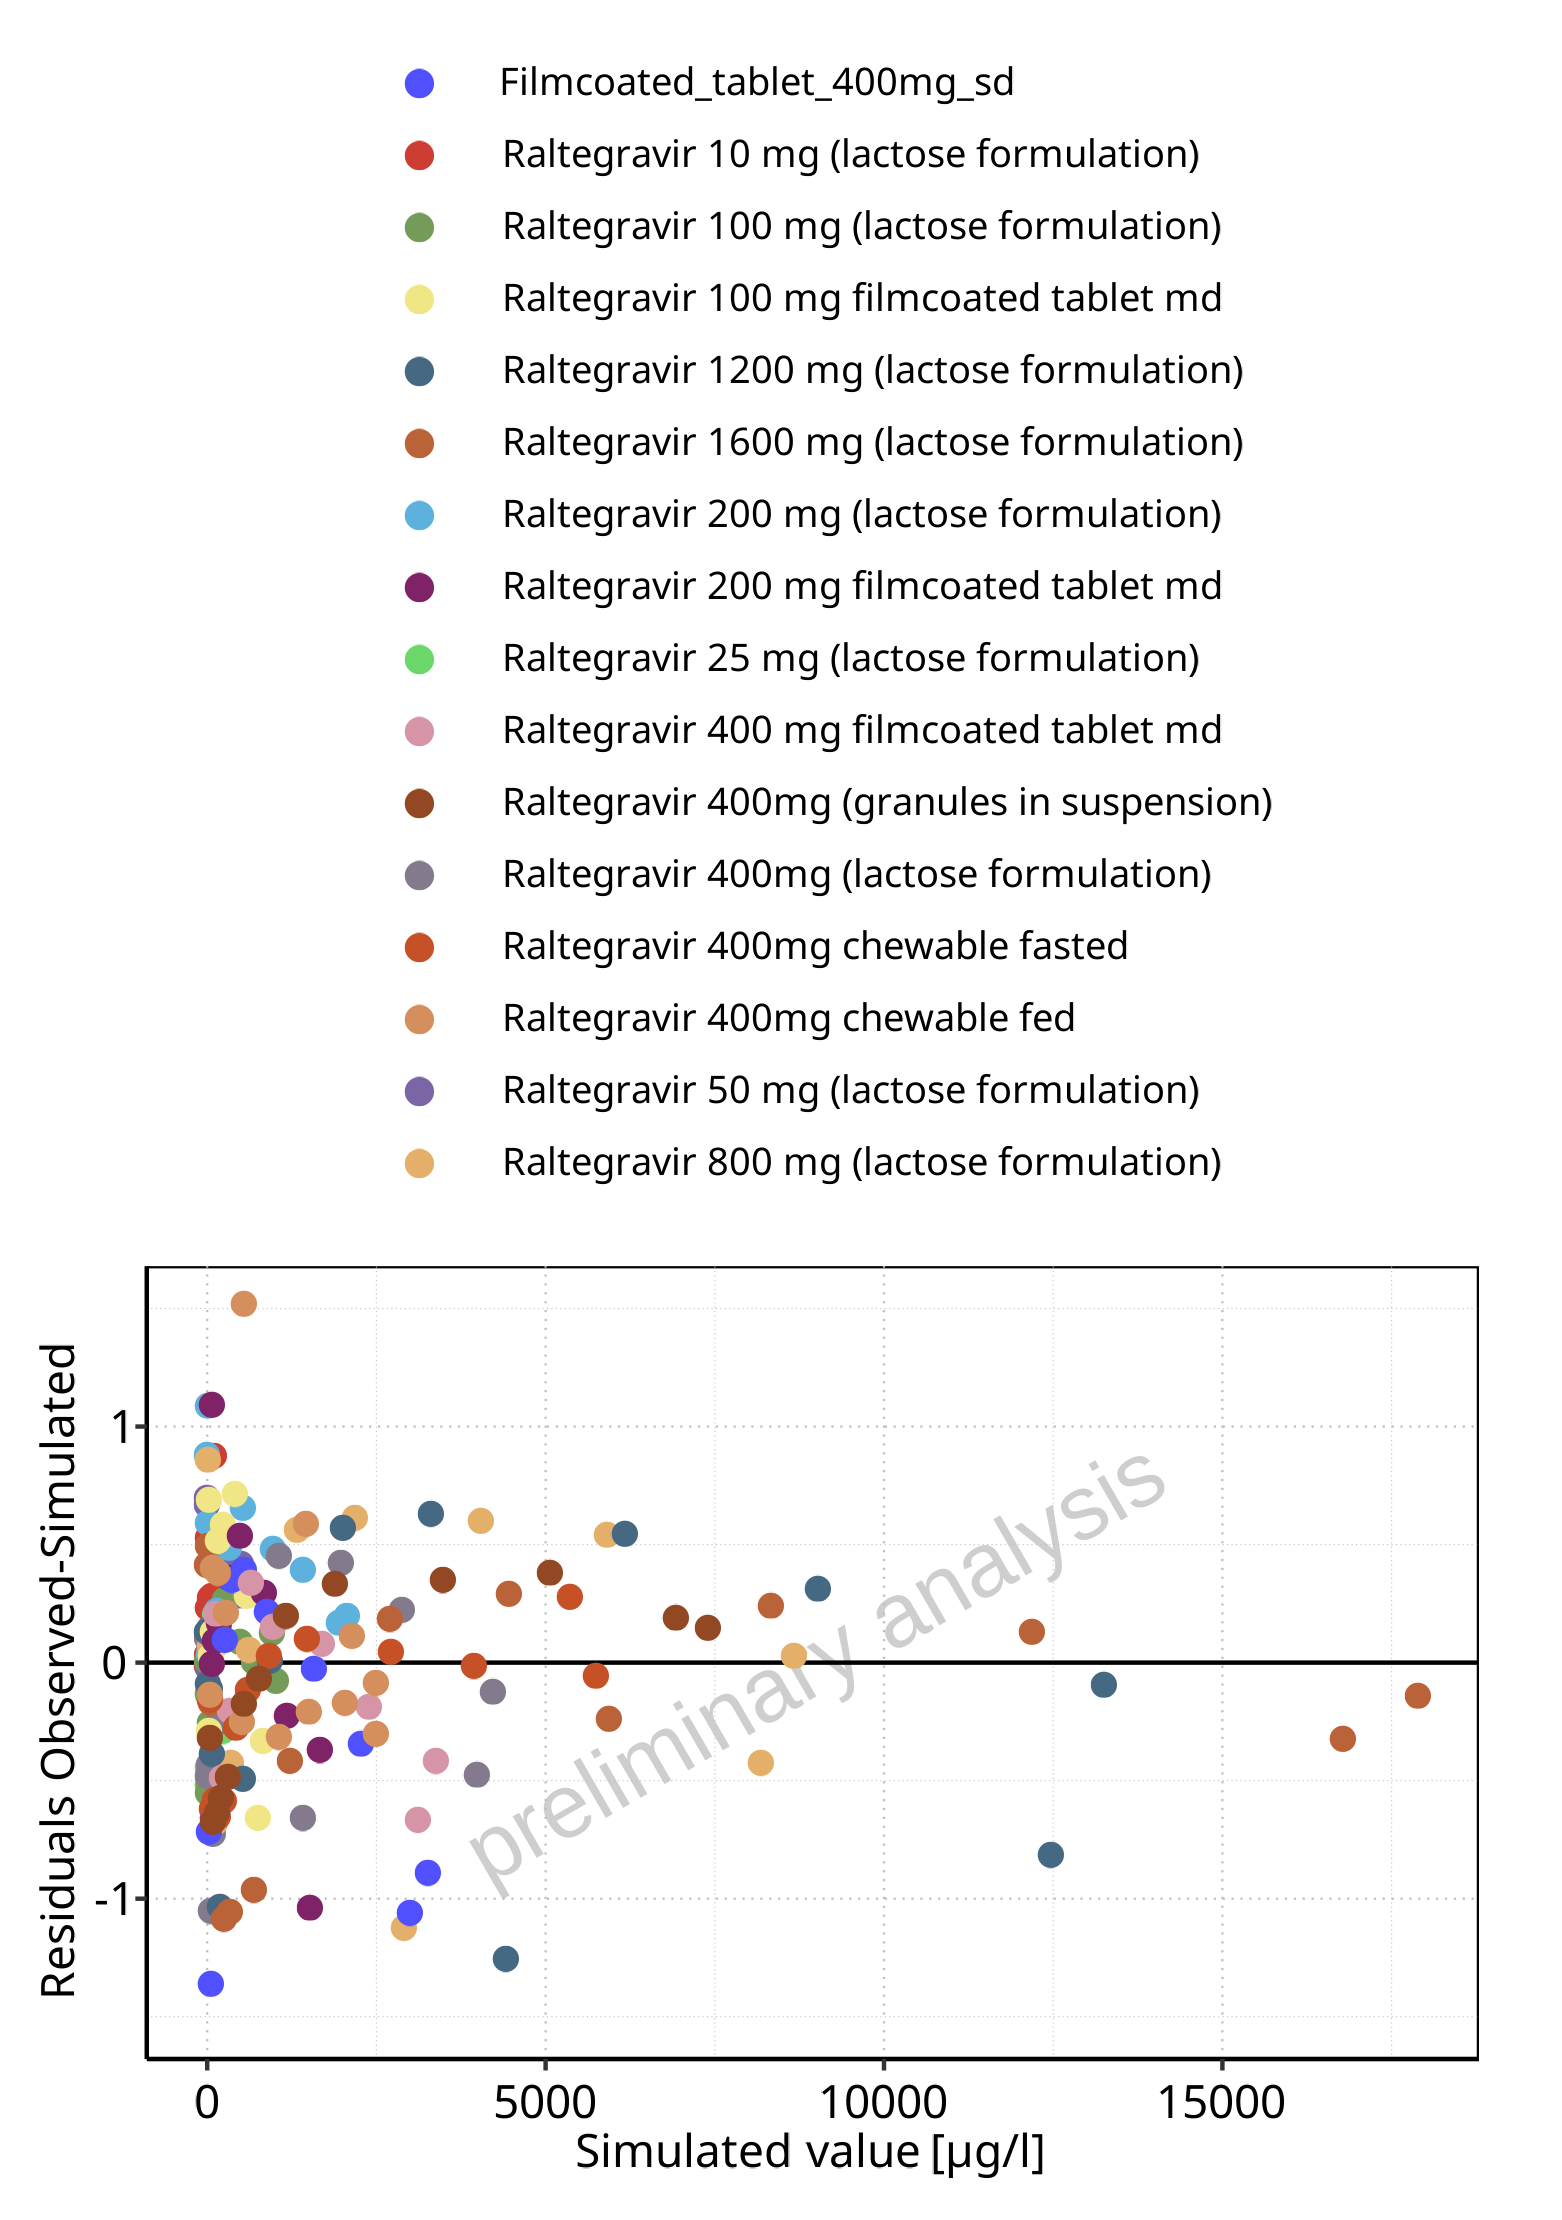 Filmcoated_tablet_400mg_sd
Raltegravir 10 mg (lactose formulation)
Raltegravir 100 mg (lactose formulation)
Raltegravir 100 mg filmcoated tablet md
Raltegravir 1200 mg (lactose formulation)
Raltegravir 1600 mg (lactose formulation)
Raltegravir 200 mg (lactose formulation)
Raltegravir 200 mg filmcoated tablet md
Raltegravir 25 mg (lactose formulation)
Raltegravir 400 mg filmcoated tablet md
Raltegravir 400mg (granules in suspension)
Raltegravir 400mg (lactose formulation)
Raltegravir 400mg chewable fasted
Raltegravir 400mg chewable fed
Raltegravir 50 mg (lactose formulation)
Raltegravir 800 mg (lactose formulation)
Residuals Observed-Simulated
1
0
-1
preliminary analysis
0 5000 10000 15000
Simulated value [µg/l]